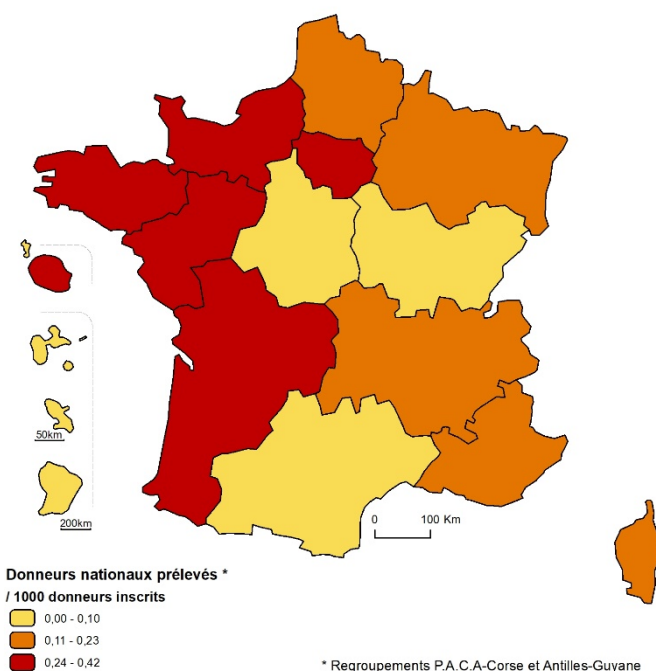 50km
200km
0 100 Km
Donneurs nationaux prélevés *
/ 1000 donneurs inscrits
0,00 - 0,10
0,11 - 0,23
0,24 - 0,42
* Regroupements P.A.C.A-Corse et Antilles-Guyane